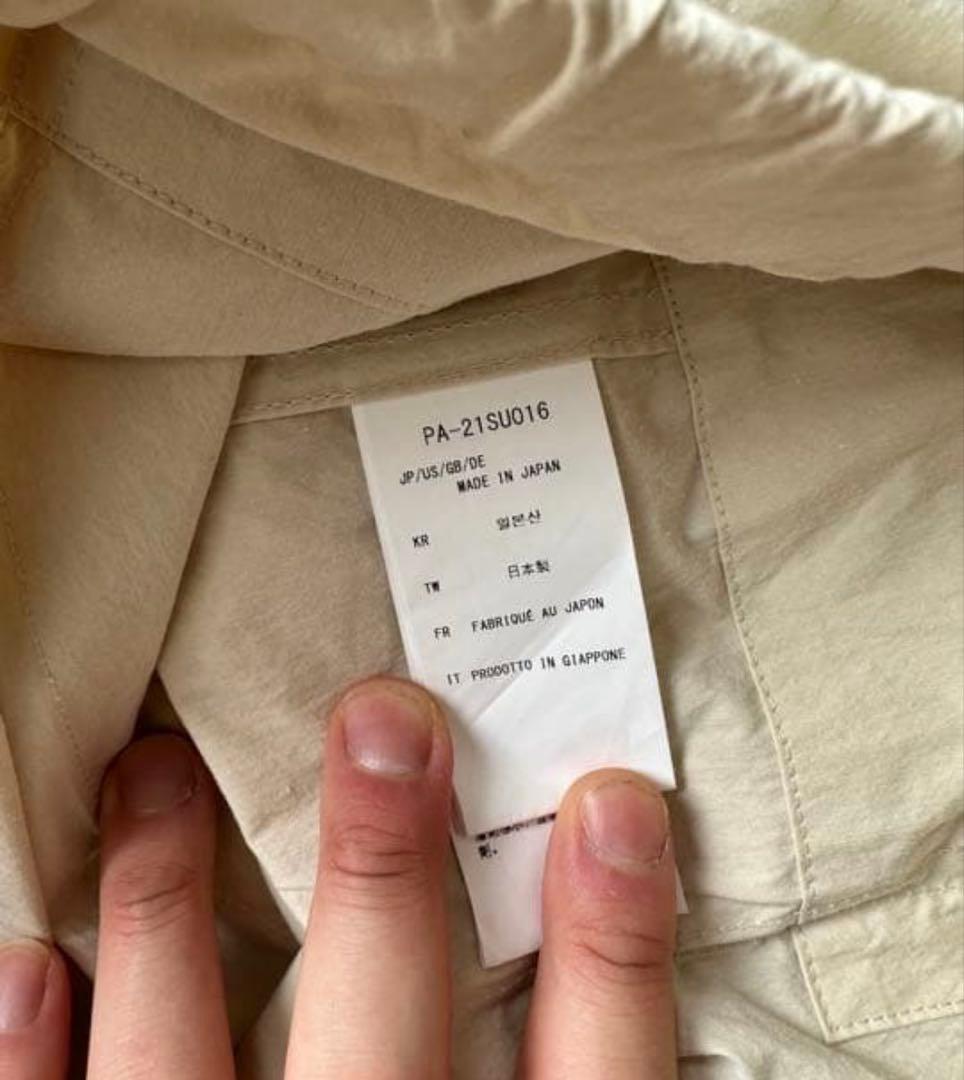 PA-21SU016
JP/US/GB/DE
MADE IN JAPAN
KR 일본산
TW 日本製
FR FABRIQUÉ AU JAPON
IT PRODOTTO IN GIAPPONE